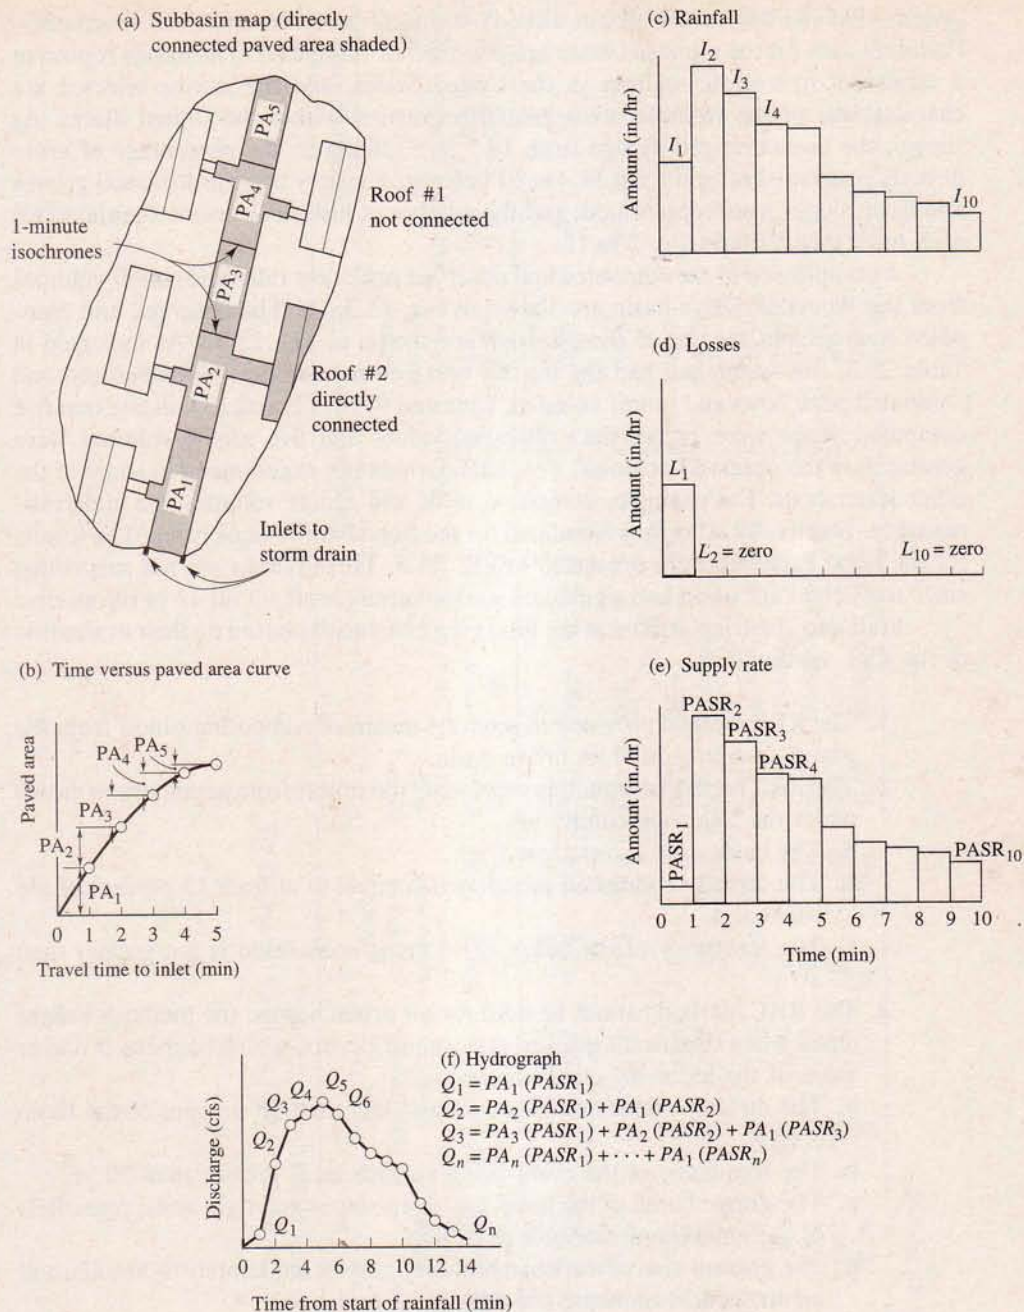 (a) Subbasin map (directly
connected paved area shaded)
PA5
PA4
PA3
PA2
PA1
1-minute
isochrones
Roof #1
not connected
Roof #2
directly
connected
Inlets to
storm drain
(b) Time versus paved area curve
Paved area
PA5
PA4
PA3
PA2
PA1
0 1 2 3 4 5
Travel time to inlet (min)
(c) Rainfall
Amount (in./hr)
I1
I2
I3
I4
I10
(d) Losses
Amount (in./hr)
L1
L2 = zero
L10 = zero
(e) Supply rate
Amount (in./hr)
PASR1
PASR2
PASR3
PASR4
PASR10
0 1 2 3 4 5 6 7 8 9 10
Time (min)
(f) Hydrograph
Q1 = PA1 (PASR1)
Q2 = PA2 (PASR1) + PA1 (PASR2)
Q3 = PA3 (PASR1) + PA2 (PASR2) + PA1 (PASR3)
Qn = PAn (PASR1) + · · · + PA1 (PASRn)
Discharge (cfs)
Q1
Q2
Q3
Q4
Q5
Q6
Qn
0 2 4 6 8 10 12 14
Time from start of rainfall (min)